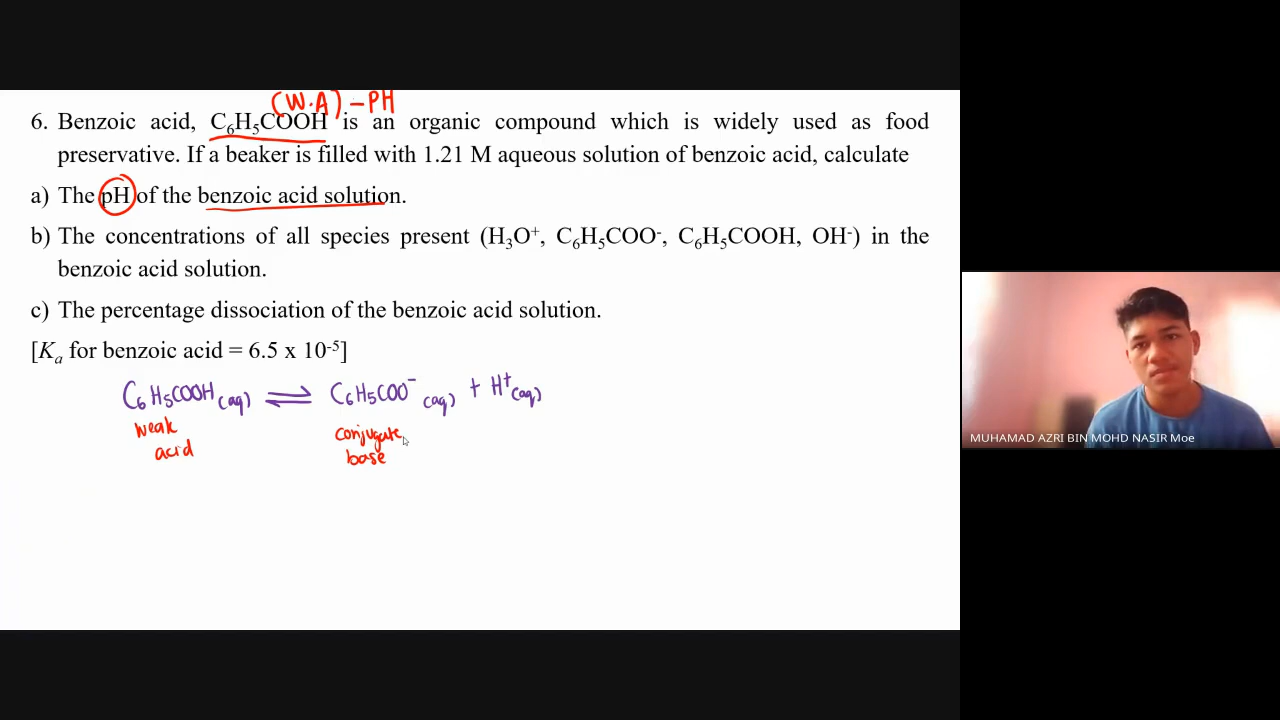 (W.A) – PH
6. Benzoic acid, C₆H₅COOH is an organic compound which is widely used as food
preservative. If a beaker is filled with 1.21 M aqueous solution of benzoic acid, calculate
a) The pH of the benzoic acid solution.
b) The concentrations of all species present (H₃O⁺, C₆H₅COO⁻, C₆H₅COOH, OH⁻) in the
benzoic acid solution.
c) The percentage dissociation of the benzoic acid solution.
[Kₐ for benzoic acid = 6.5 x 10⁻⁵]
C₆H₅COOH (aq) ⇌ C₆H₅COO⁻ (aq) + H⁺ (aq)
weak conjugate
acid base
MUHAMAD AZRI BIN MOHD NASIR Moe